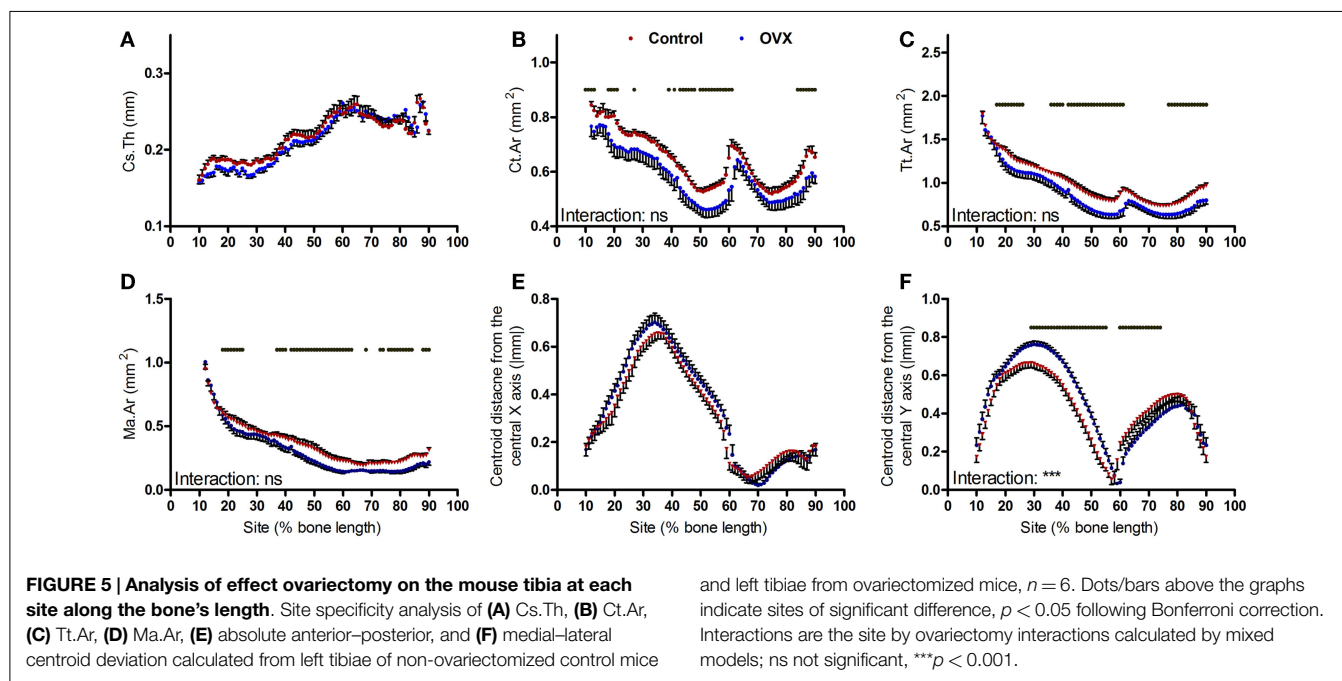 A
0.3
0.2
0.1
Cs.Th (mm)
0 10 20 30 40 50 60 70 80 90 100
B
Control OVX
1.0
0.8
0.6
0.4
Ct.Ar (mm²)
Interaction: ns
0 10 20 30 40 50 60 70 80 90 100
C
2.5
2.0
1.5
1.0
0.5
Tt.Ar (mm²)
Interaction: ns
0 10 20 30 40 50 60 70 80 90 100
D
1.5
1.0
0.5
0.0
Ma.Ar (mm²)
Interaction: ns
0 10 20 30 40 50 60 70 80 90 100
Site (% bone length)
E
0.8
0.6
0.4
0.2
0.0
Centroid distacne from the
central X axis (|mm|)
0 10 20 30 40 50 60 70 80 90 100
Site (% bone length)
F
1.0
0.8
0.6
0.4
0.2
0.0
Centroid distacne from the
central Y axis (|mm|)
Interaction: ***
0 10 20 30 40 50 60 70 80 90 100
Site (% bone length)
FIGURE 5 | Analysis of effect ovariectomy on the mouse tibia at each
site along the bone's length. Site specificity analysis of (A) Cs.Th, (B) Ct.Ar,
(C) Tt.Ar, (D) Ma.Ar, (E) absolute anterior–posterior, and (F) medial–lateral
centroid deviation calculated from left tibiae of non-ovariectomized control mice
and left tibiae from ovariectomized mice, n = 6. Dots/bars above the graphs
indicate sites of significant difference, p < 0.05 following Bonferroni correction.
Interactions are the site by ovariectomy interactions calculated by mixed
models; ns not significant, ***p < 0.001.